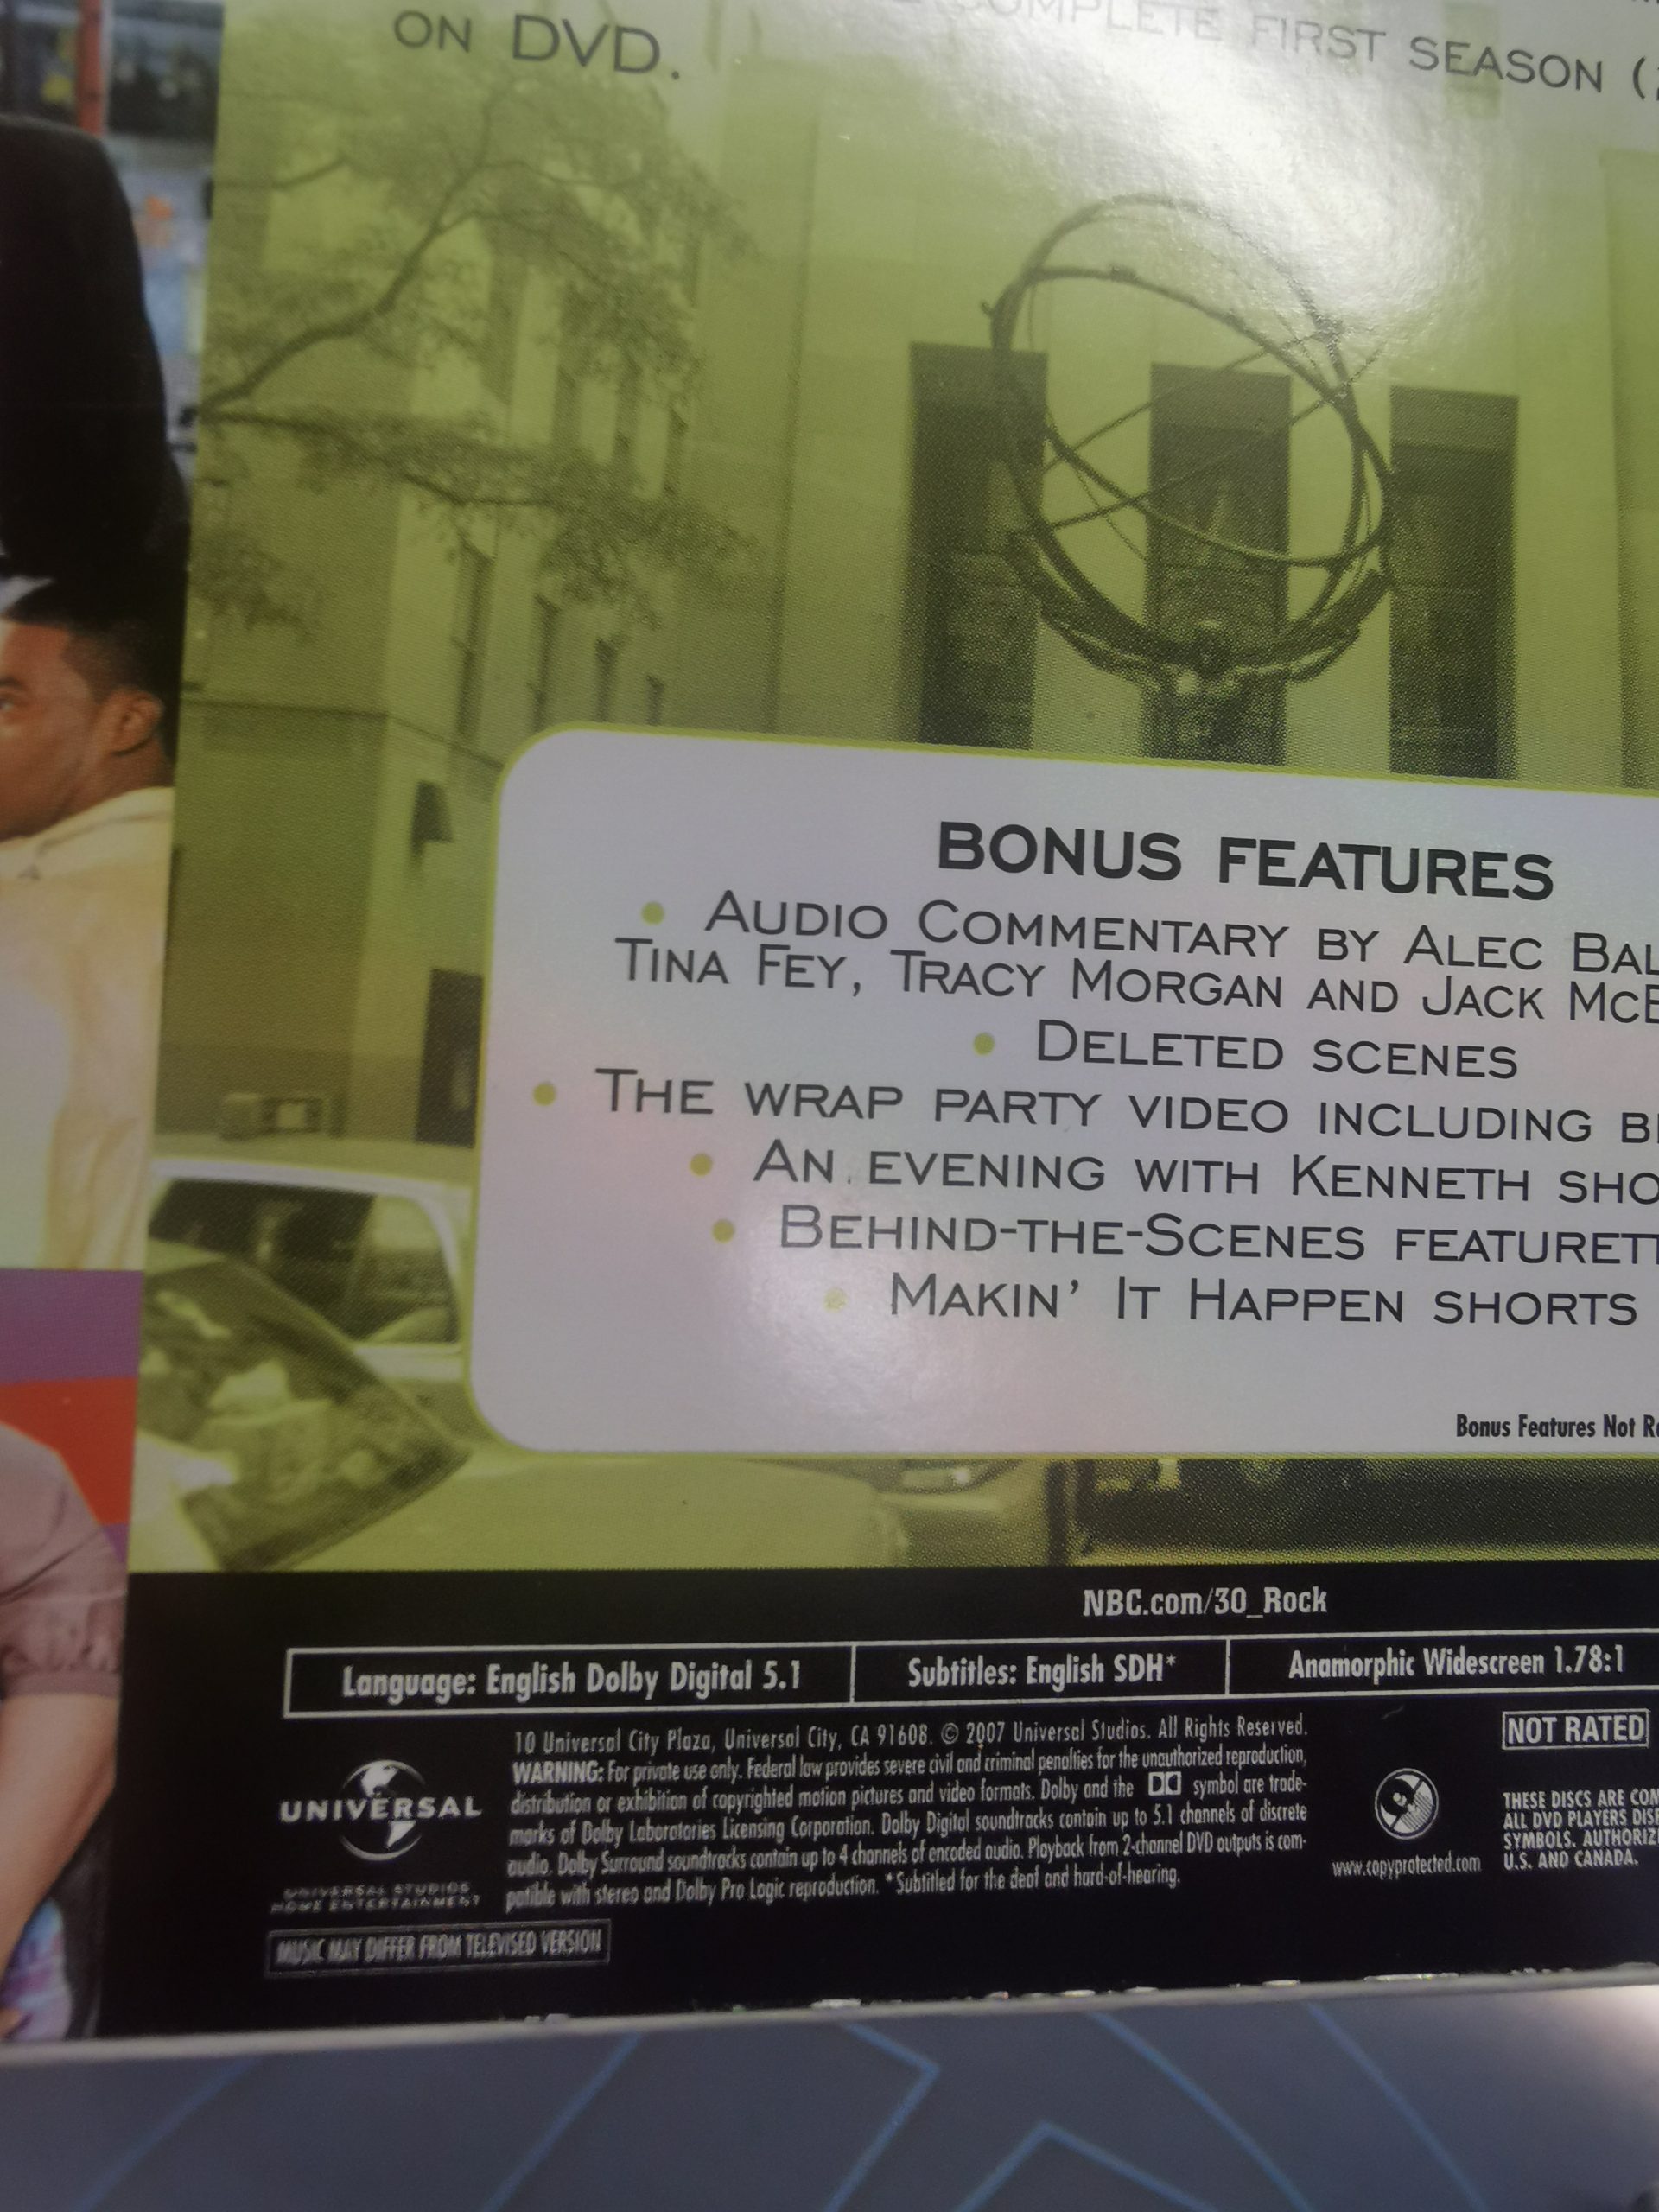 ON DVD.
COMPLETE FIRST SEASON (
BONUS FEATURES
• AUDIO COMMENTARY BY ALEC BAL
TINA FEY, TRACY MORGAN AND JACK MCB
• DELETED SCENES
• THE WRAP PARTY VIDEO INCLUDING BL
• AN EVENING WITH KENNETH SHO
• BEHIND-THE-SCENES FEATURETT
• MAKIN' IT HAPPEN SHORTS
Bonus Features Not R
NBC.com/30_Rock
Language: English Dolby Digital 5.1
Subtitles: English SDH*
Anamorphic Widescreen 1.78:1
UNIVERSAL
UNIVERSAL STUDIOS
HOME ENTERTAINMENT
10 Universal City Plaza, Universal City, CA 91608. © 2007 Universal Studios. All Rights Reserved.
WARNING: For private use only. Federal law provides severe civil and criminal penalties for the unauthorized reproduction,
distribution or exhibition of copyrighted motion pictures and video formats. Dolby and the DD symbol are trade-
marks of Dolby Laboratories Licensing Corporation. Dolby Digital soundtracks contain up to 5.1 channels of discrete
audio. Dolby Surround soundtracks contain up to 4 channels of encoded audio. Playback from 2-channel DVD outputs is com-
patible with stereo and Dolby Pro Logic reproduction. *Subtitled for the deaf and hard-of-hearing.
MUSIC MAY DIFFER FROM TELEVISED VERSION
www.copyprotected.com
NOT RATED
THESE DISCS ARE CON
ALL DVD PLAYERS DISP
SYMBOLS. AUTHORIZ
U.S. AND CANADA.